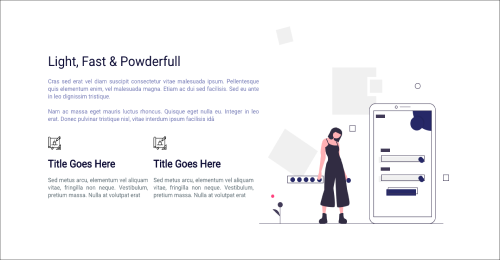 Light, Fast & Powderfull
Cras sed erat vel diam suscipit consectetur vitae malesuada ipsum. Pellentesque
quis elementum enim, vel malesuada magna. Etiam ac dui sed facilisis. Sed eu ante
in leo dignissim tristique.
Nam ac massa eget mauris luctus rhoncus. Quisque eget nulla eu. Integer in leo
erat. Donec pulvinar tristique nisl, vitae interdum ipsum facilisis id.
Title Goes Here
Sed metus arcu, elementum vel aliquam
vitae, fringilla non neque. Vestibulum,
pretium massa. Nulla at volutpat erat
Title Goes Here
Sed metus arcu, elementum vel aliquam
vitae, fringilla non neque. Vestibulum,
pretium massa. Nulla at volutpat erat